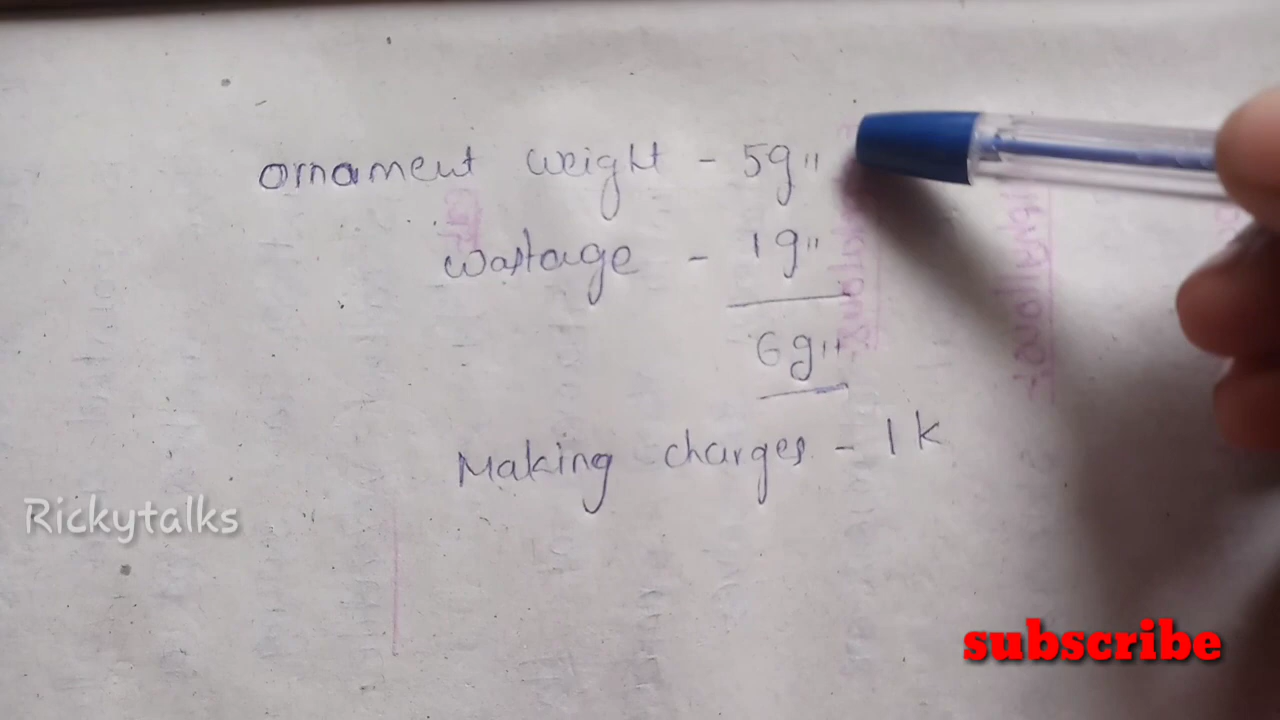 ornament weight - 5g"
wastage - 1g"
6g"
Making charges - 1k
Rickytalks
subscribe